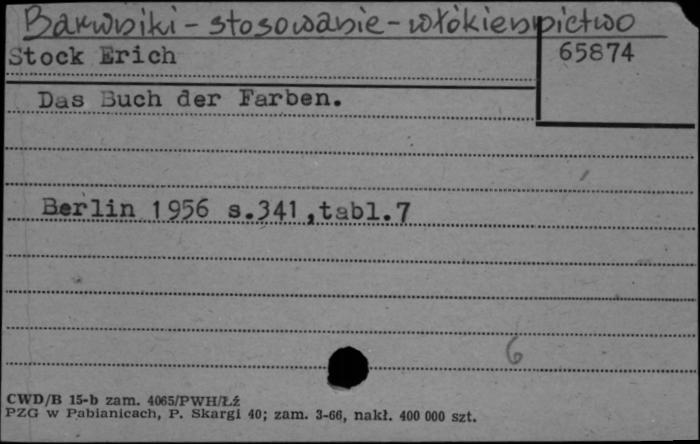 Barwniki - stosowanie - włókiennictwo
Stock Erich
65874
Das Buch der Farben.
Berlin 1956 s.341,tabl.7
6
CWD/B 15-b zam. 4065/PWH/Łź
PZG w Pabianicach, P. Skargi 40; zam. 3-66, nakł. 400 000 szt.